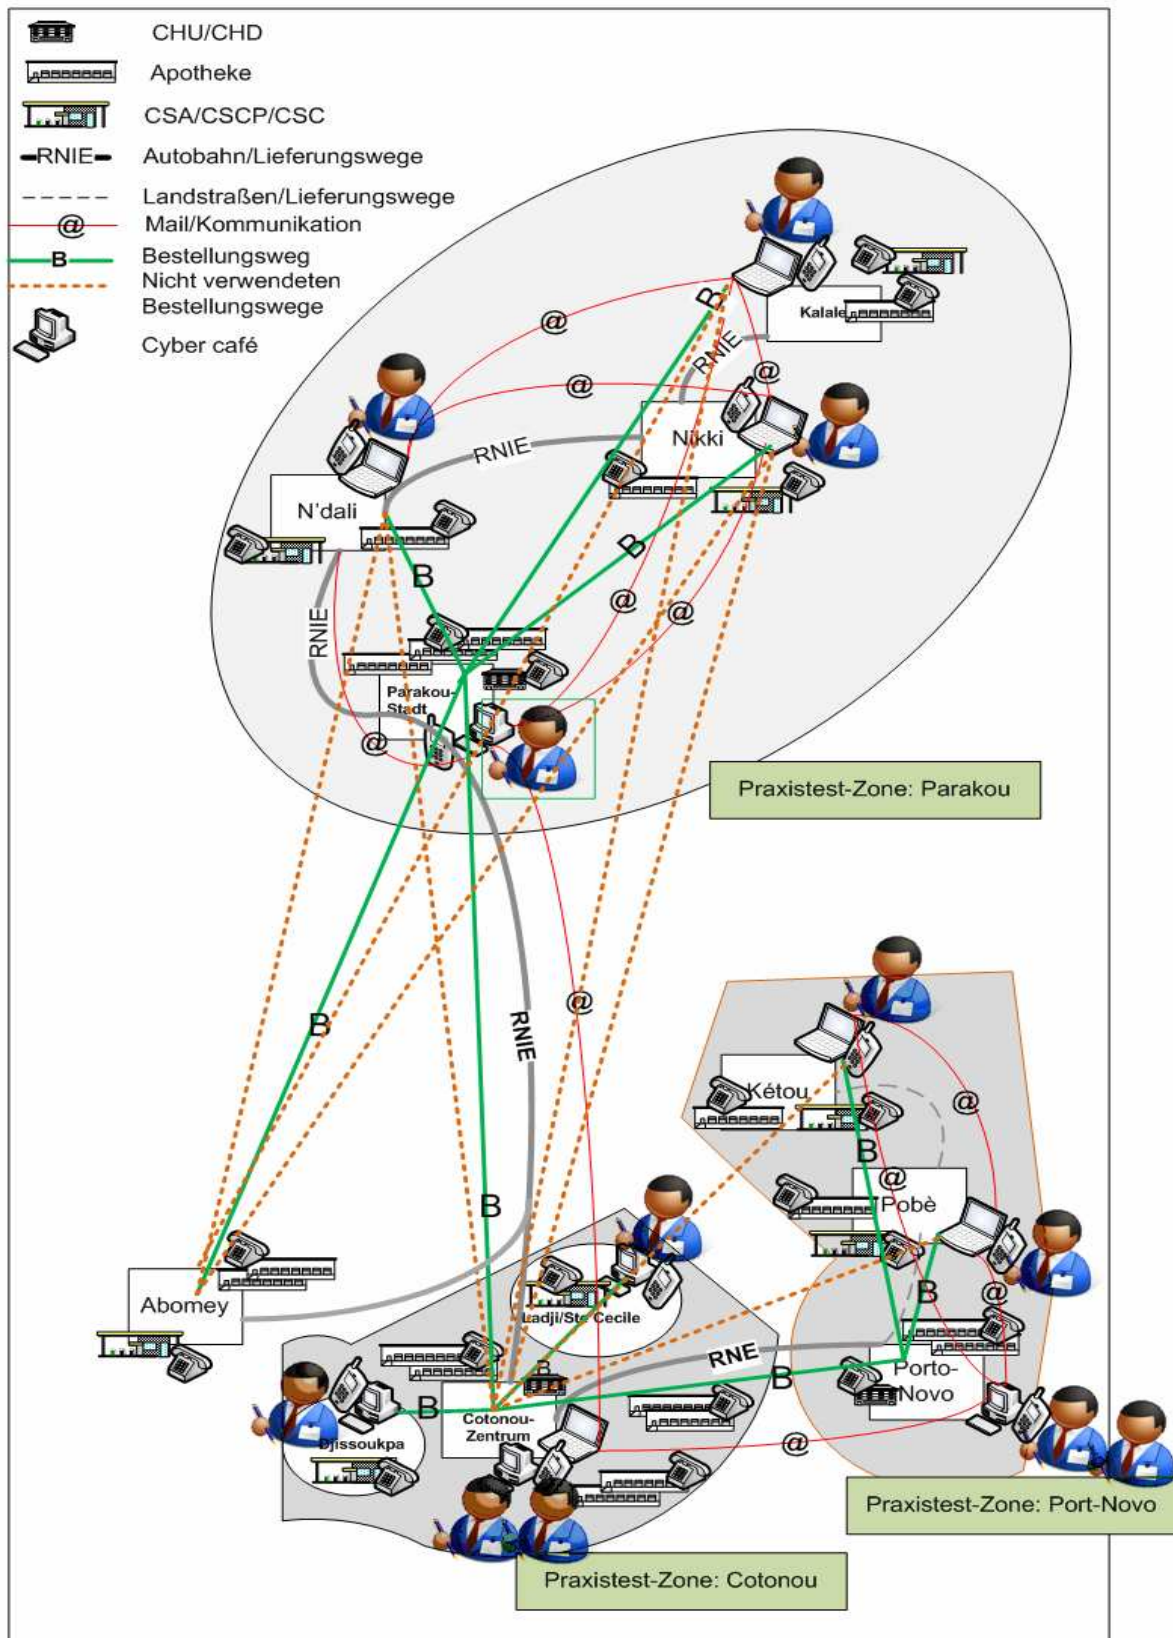 CHU/CHD
Apotheke
CSA/CSCP/CSC
RNIE
Autobahn/Lieferungswege
Landstraßen/Lieferungswege
@
Mail/Kommunikation
B
Bestellungsweg
Nicht verwendeten
Bestellungswege
Cyber café
B
Kalale
@
RNIE
@
@
Nikki
RNIE
N'dali
B
B
@
@
RNIE
Parakou-
Stadt
@
Praxistest-Zone: Parakou
@
B
RNIE
Kétou
@
B
@
B
Pobè
Abomey
Ladji/Ste Cecile
B
@
B
RNE
B
B
Porto-
Novo
B
Cotonou-
Zentrum
Djissoukpa
@
Praxistest-Zone: Port-Novo
Praxistest-Zone: Cotonou